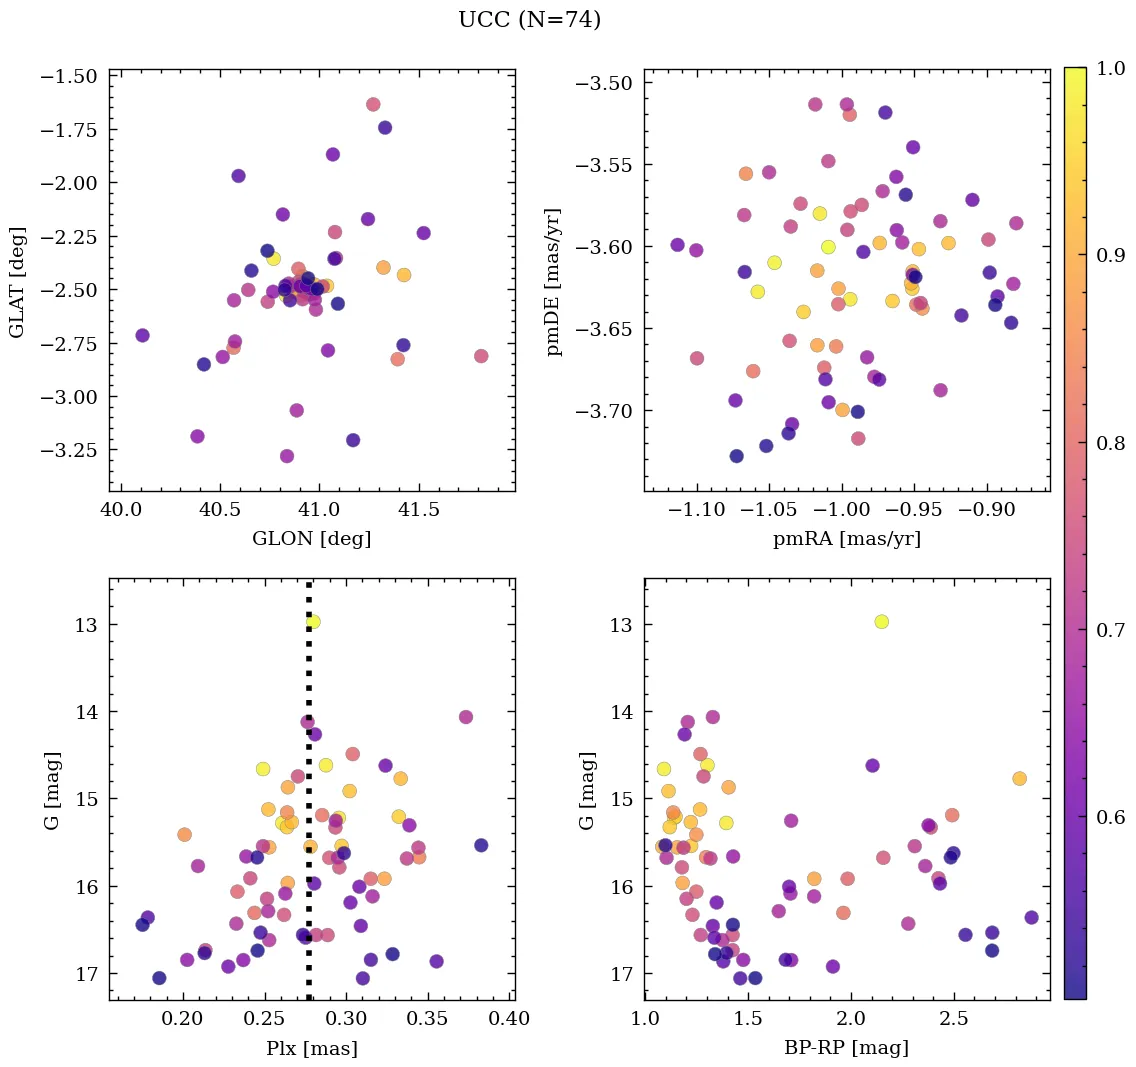 UCC (N=74)
−1.50
−1.75
−2.00
−2.25
−2.50
−2.75
−3.00
−3.25
GLAT [deg]
40.0 40.5 41.0 41.5
GLON [deg]
−3.50
−3.55
−3.60
−3.65
−3.70
pmDE [mas/yr]
−1.10 −1.05 −1.00 −0.95 −0.90
pmRA [mas/yr]
1.0
0.9
0.8
0.7
0.6
13
14
15
16
17
G [mag]
0.20 0.25 0.30 0.35 0.40
Plx [mas]
13
14
15
16
17
G [mag]
1.0 1.5 2.0 2.5
BP-RP [mag]